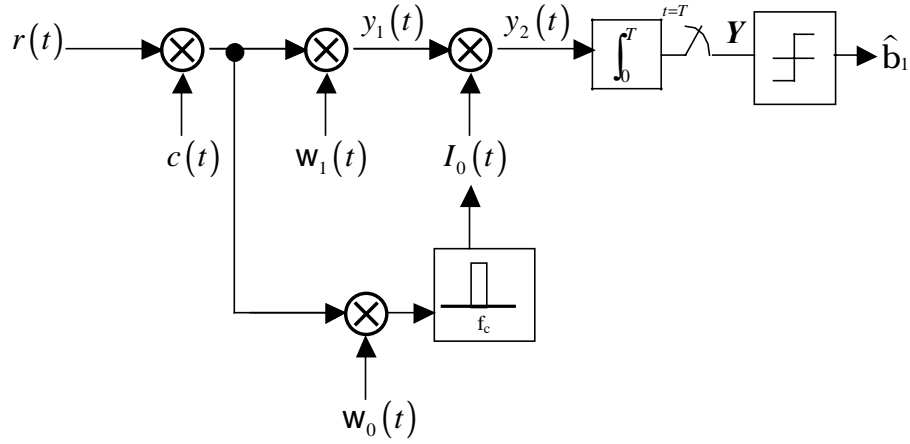 r(t)
y₁(t)
y₂(t)
∫₀ᵀ
t=T
Y
b̂₁
c(t)
w₁(t)
I₀(t)
f_c
w₀(t)